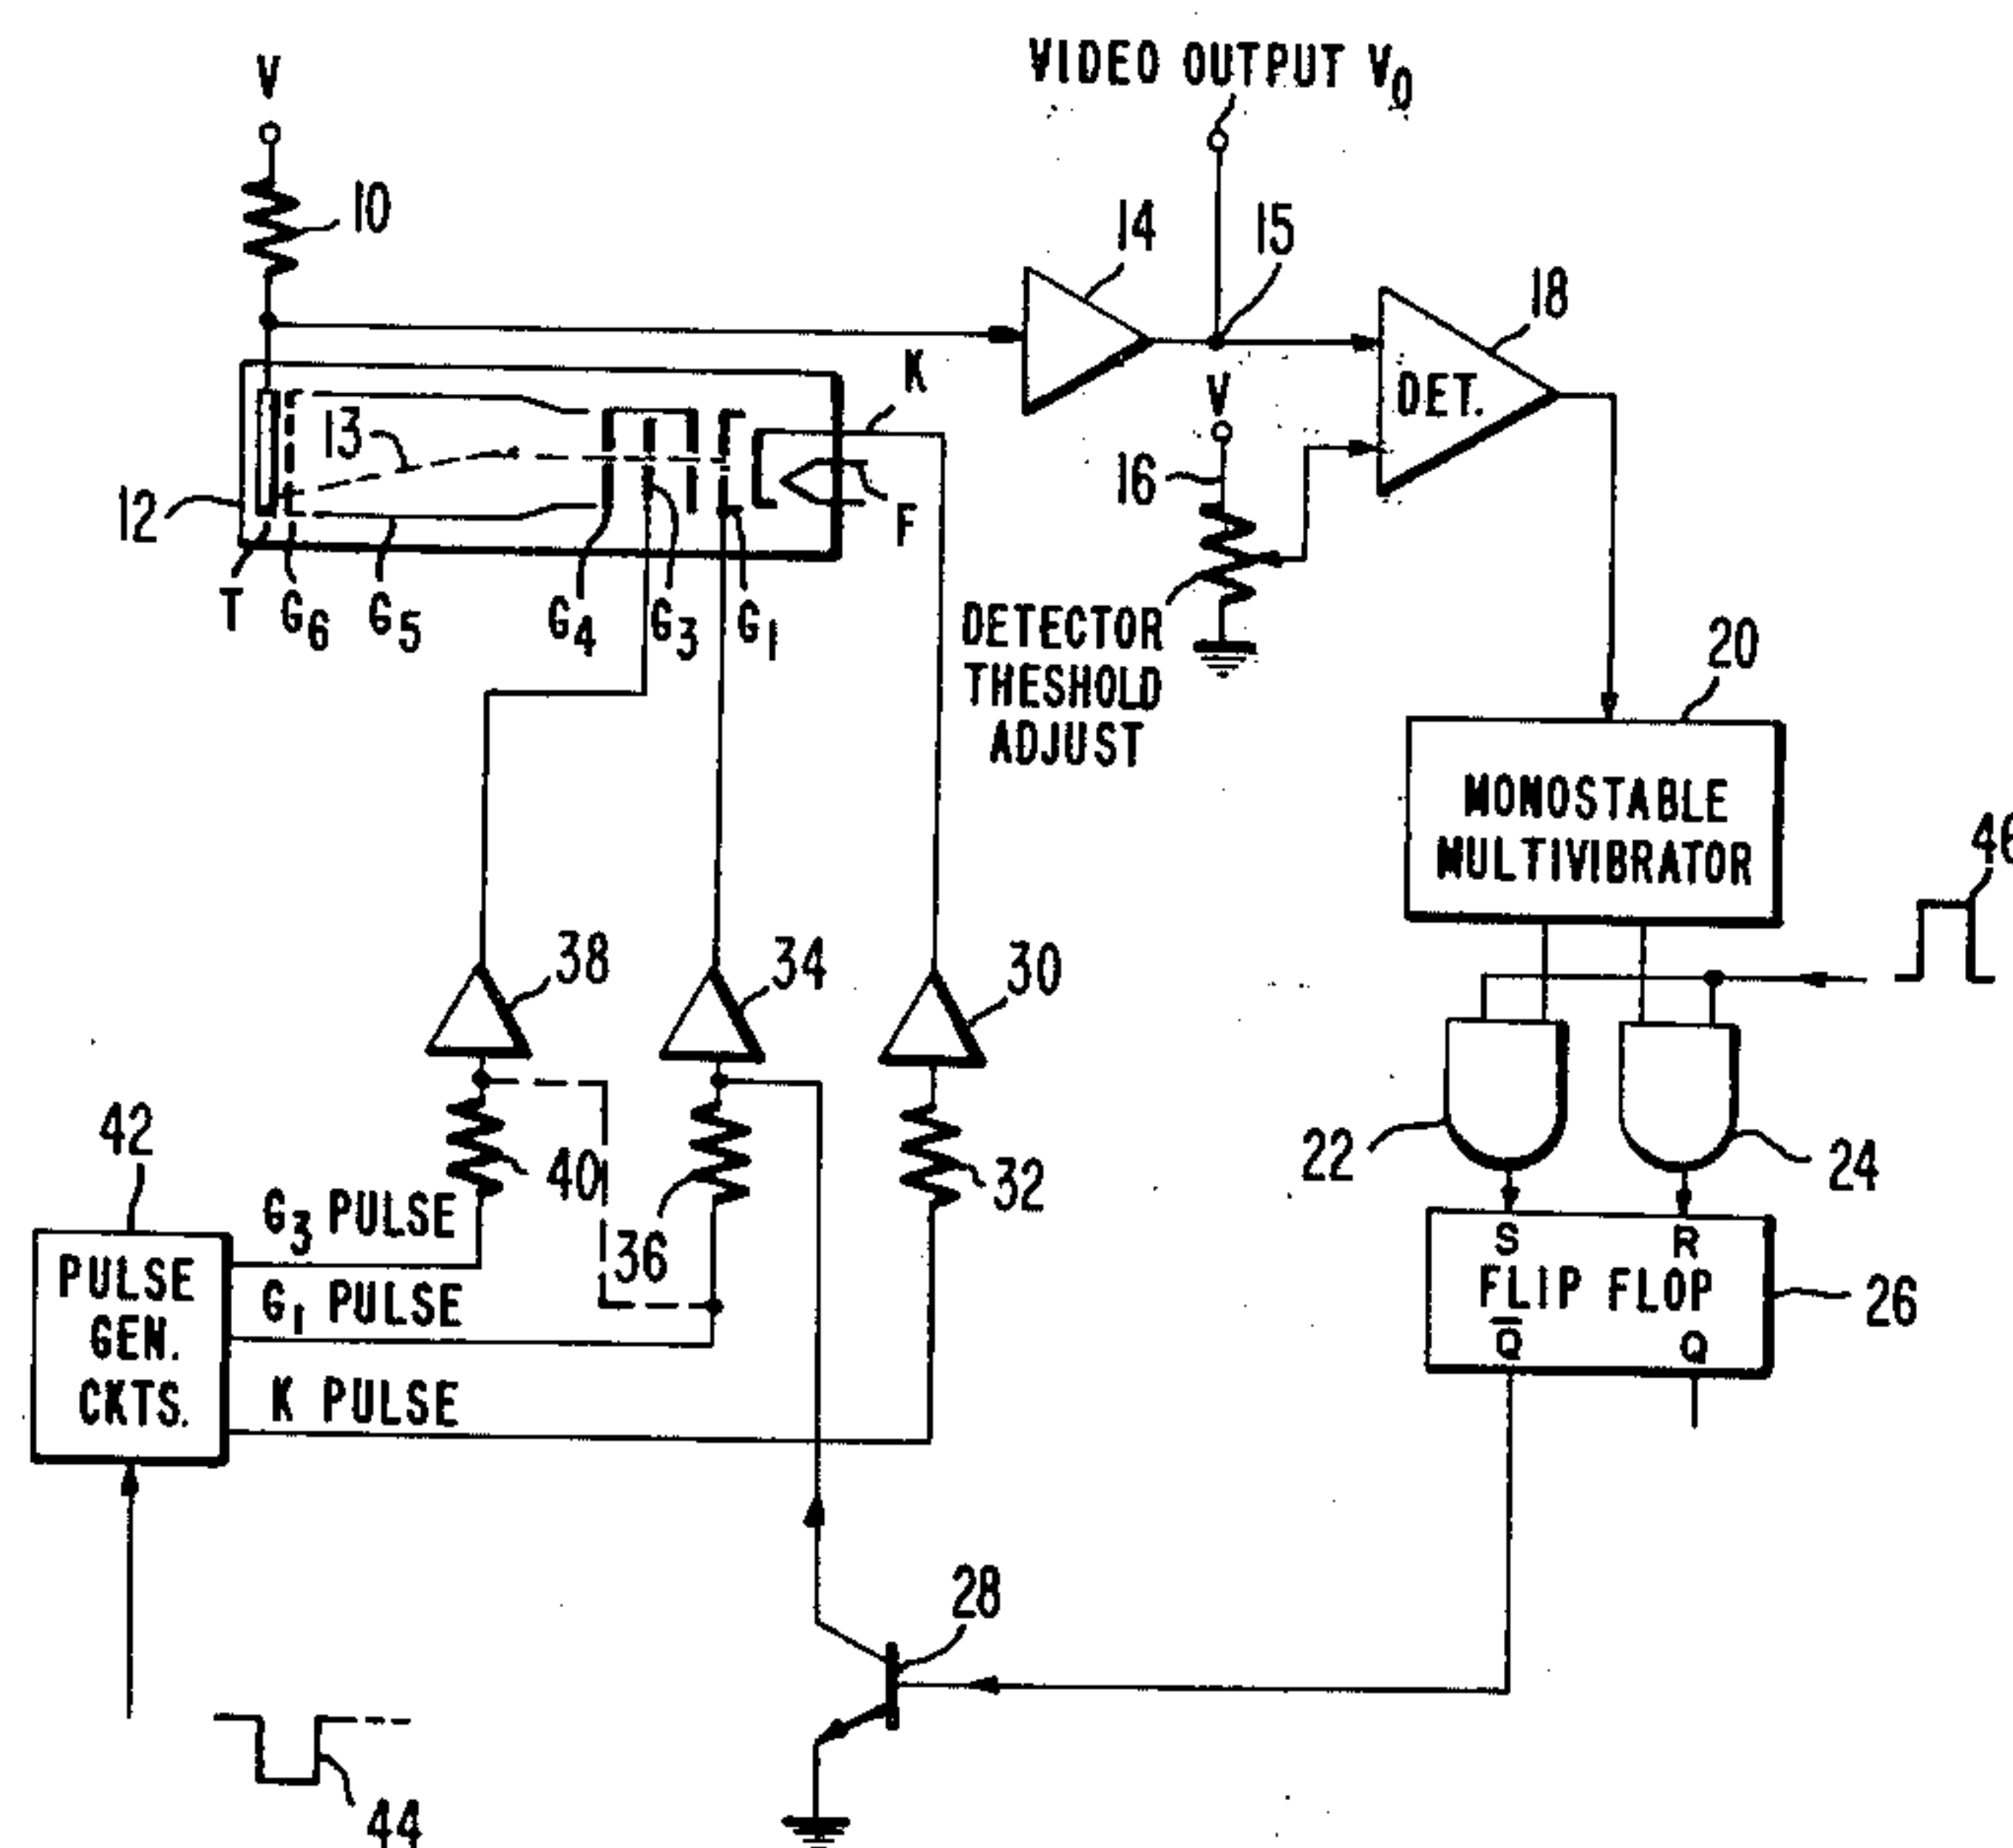 V
VIDEO OUTPUT V0
10
14
15
18
K
V
DET.
13
16
12
F
T
G6
G5
G4
G3
G1
DETECTOR
THESHOLD
ADJUST
20
MONOSTABLE
MULTIVIBRATOR
46
38
34
30
42
40
36
32
22
24
G3 PULSE
S
R
FLIP FLOP
26
Q̅
Q
PULSE
GEN.
CKTS.
G1 PULSE
K PULSE
28
44